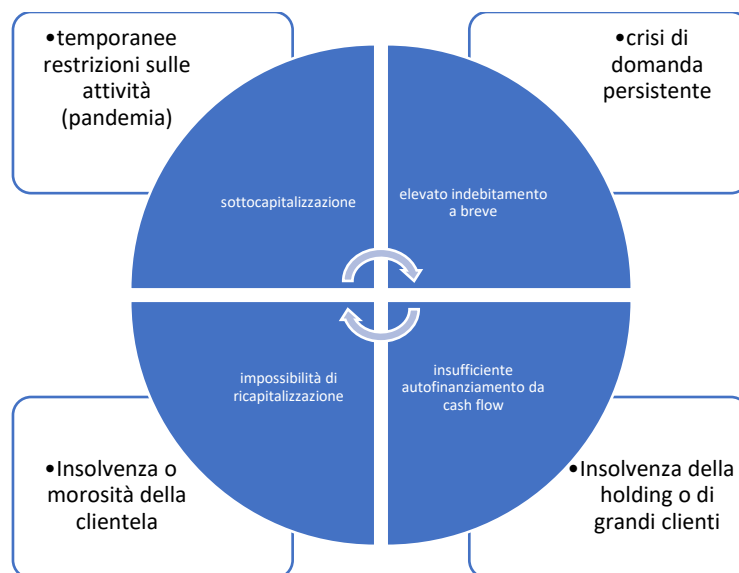 •temporanee
restrizioni sulle
attività
(pandemia)
•crisi di
domanda
persistente
sottocapitalizzazione
elevato indebitamento
a breve
impossibilità di
ricapitalizzazione
insufficiente
autofinanziamento da
cash flow
•Insolvenza o
morosità della
clientela
•Insolvenza della
holding o di
grandi clienti